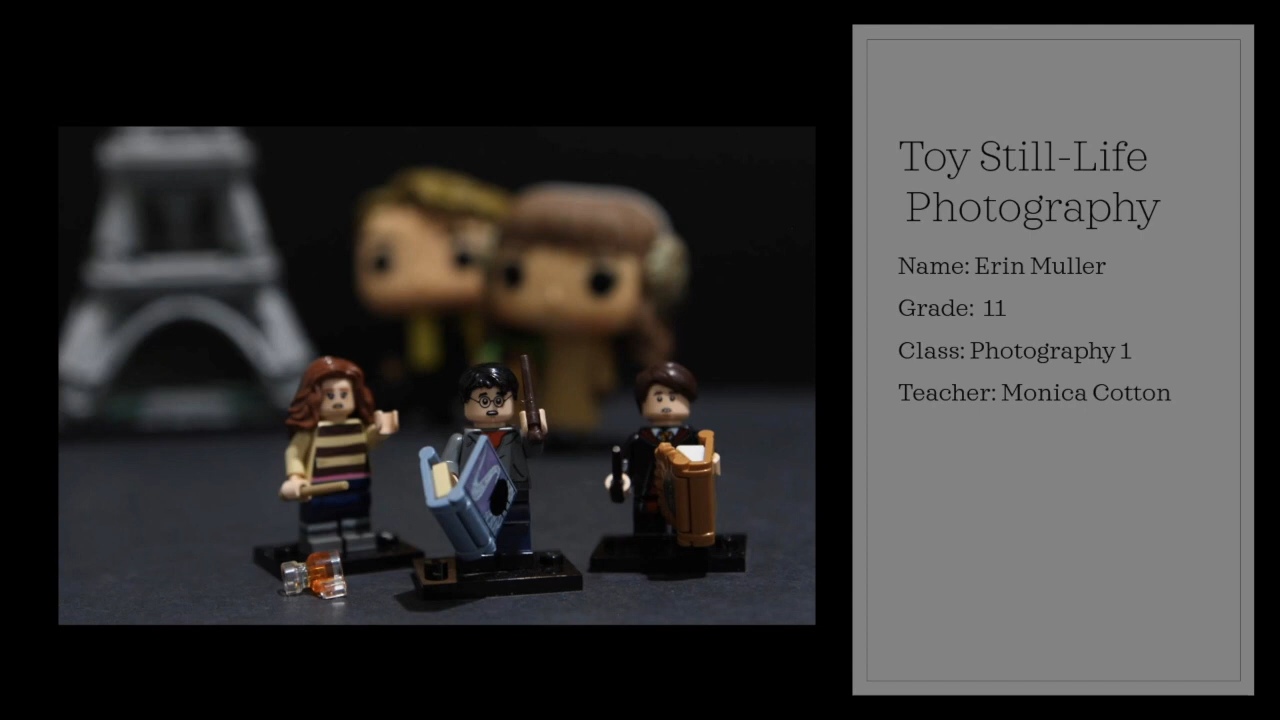 Toy Still-Life
Photography
Name: Erin Muller
Grade: 11
Class: Photography 1
Teacher: Monica Cotton